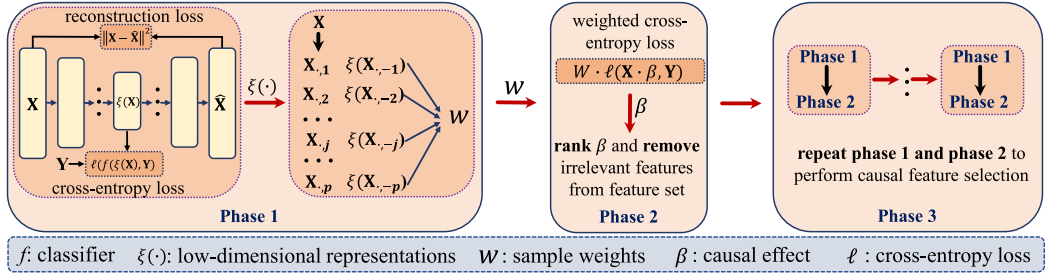 reconstruction loss
‖X − X̂‖²
X
ξ(X)
X̂
Y
ℓ(f(ξ(X), Y)
cross-entropy loss
ξ(·)
X
X.,1 ξ(X.,−1)
X.,2 ξ(X.,−2)
• • •
X.,j ξ(X.,−j)
• • •
X.,p ξ(X.,−p)
W
Phase 1
W
weighted cross-
entropy loss
W · ℓ(X · β, Y)
β
rank β and remove
irrelevant features
from feature set
Phase 2
Phase 1
Phase 2
Phase 1
Phase 2
repeat phase 1 and phase 2 to
perform causal feature selection
Phase 3
f: classifier ξ(·): low-dimensional representations W : sample weights β : causal effect ℓ : cross-entropy loss